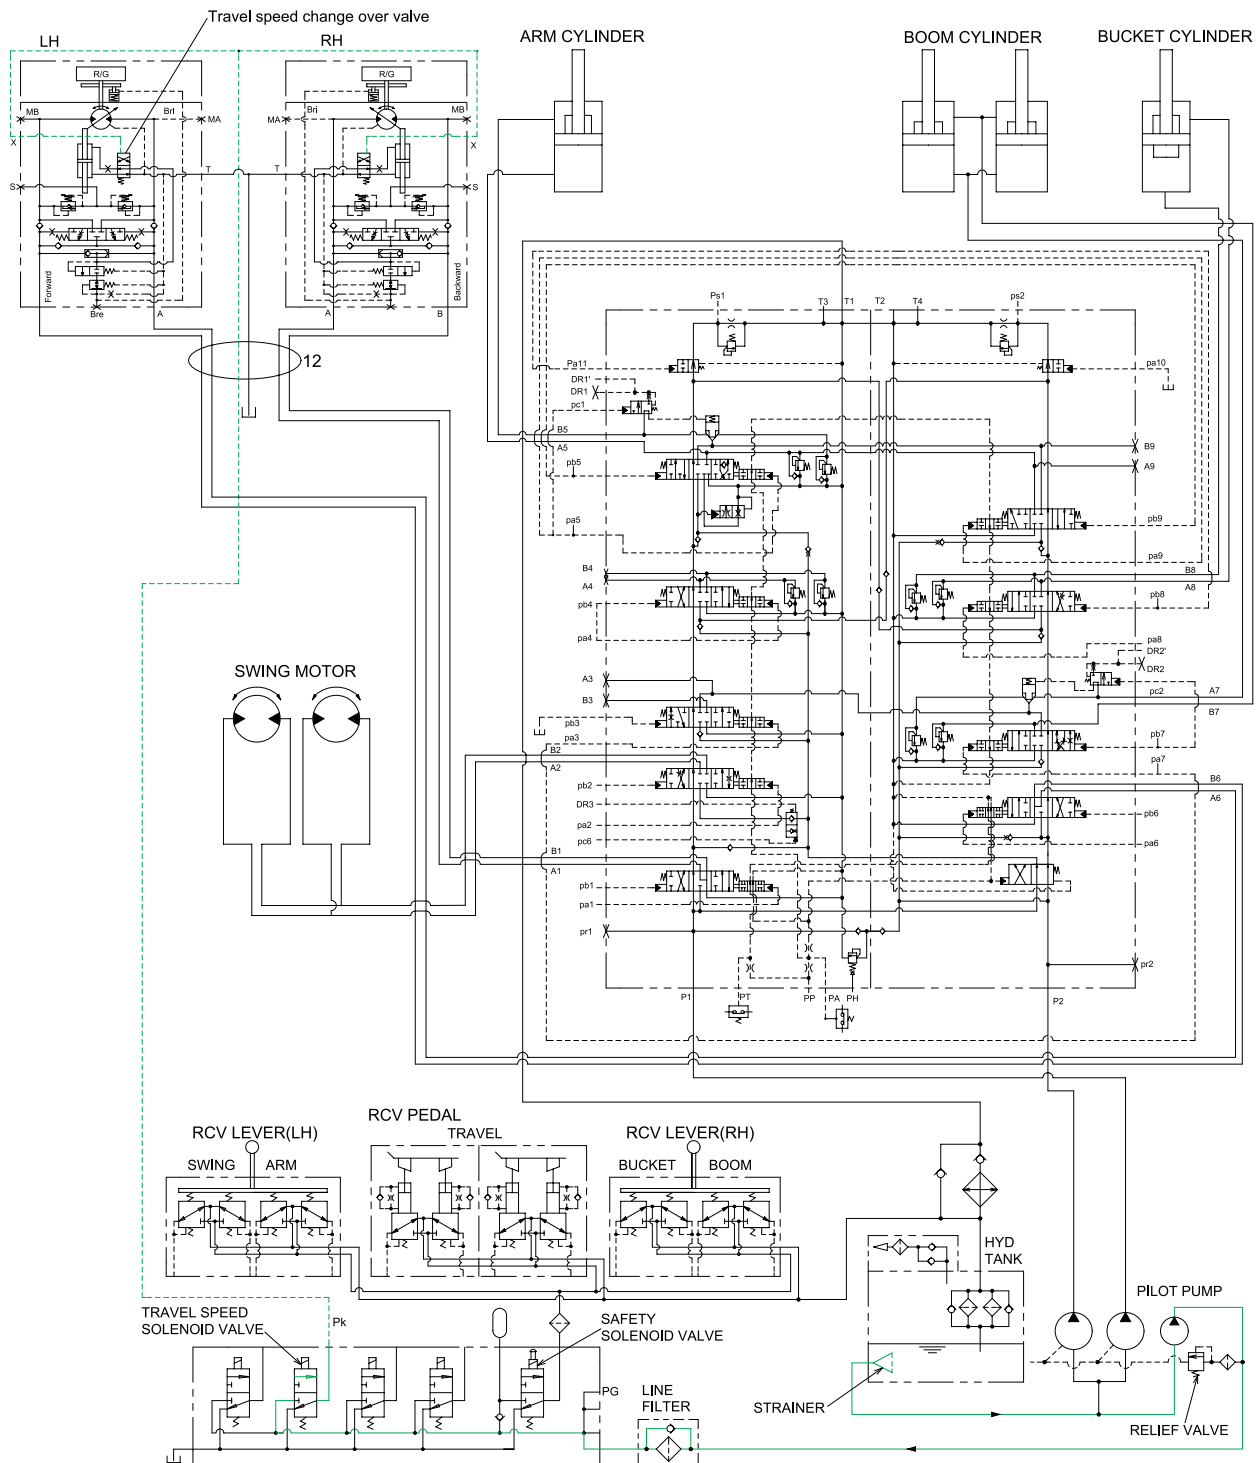 Travel speed change over valve
LH
RH
ARM CYLINDER
BOOM CYLINDER
BUCKET CYLINDER
R/G
R/G
MB
Brl
MA
MA
Bri
MB
X
X
T
T
S
S
Forward
Backward
Bre
A
A
B
12
Ps1
T3
T1
T2
T4
ps2
Pa11
pa10
DR1'
DR1
pc1
B5
A5
B9
A9
pb5
pa5
pb9
pa9
B4
A4
B8
A8
pb4
pb8
pa4
pa8
DR2'
DR2
SWING MOTOR
A3
B3
pc2
A7
B7
pb3
pa3
pb7
pa7
B2
A2
B6
A6
pb2
DR3
pa2
pc6
pb6
pa6
B1
A1
pb1
pa1
pr1
pr2
P1
PT
PP
PA
PH
P2
RCV PEDAL
RCV LEVER(LH)
TRAVEL
RCV LEVER(RH)
SWING
ARM
BUCKET
BOOM
HYD
TANK
PILOT PUMP
TRAVEL SPEED
SOLENOID VALVE
Pk
SAFETY
SOLENOID VALVE
PG
LINE
FILTER
STRAINER
RELIEF VALVE